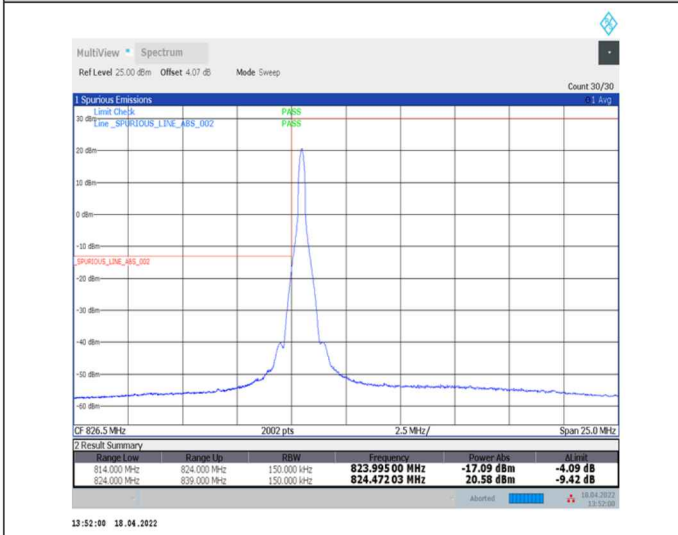 MultiView Spectrum
Ref Level 25.00 dBm Offset 4.07 dB Mode Sweep
Count 30/30
1 Spurious Emissions 1 Avg
Limit Check PASS
30 dBm
Line _SPURIOUS_LINE_ABS_002 PASS
20 dBm
10 dBm
0 dBm
-10 dBm
_SPURIOUS_LINE_ABS_002
-20 dBm
-30 dBm
-40 dBm
-50 dBm
-60 dBm
CF 826.5 MHz 2002 pts 2.5 MHz/ Span 25.0 MHz
2 Result Summary
Range Low Range Up RBW Frequency Power Abs ΔLimit
814.000 MHz 824.000 MHz 150.000 kHz 823.995 00 MHz -17.09 dBm -4.09 dB
824.000 MHz 839.000 MHz 150.000 kHz 824.472 03 MHz 20.58 dBm -9.42 dB
Aborted 18.04.2022
13:52:00
13:52:00 18.04.2022